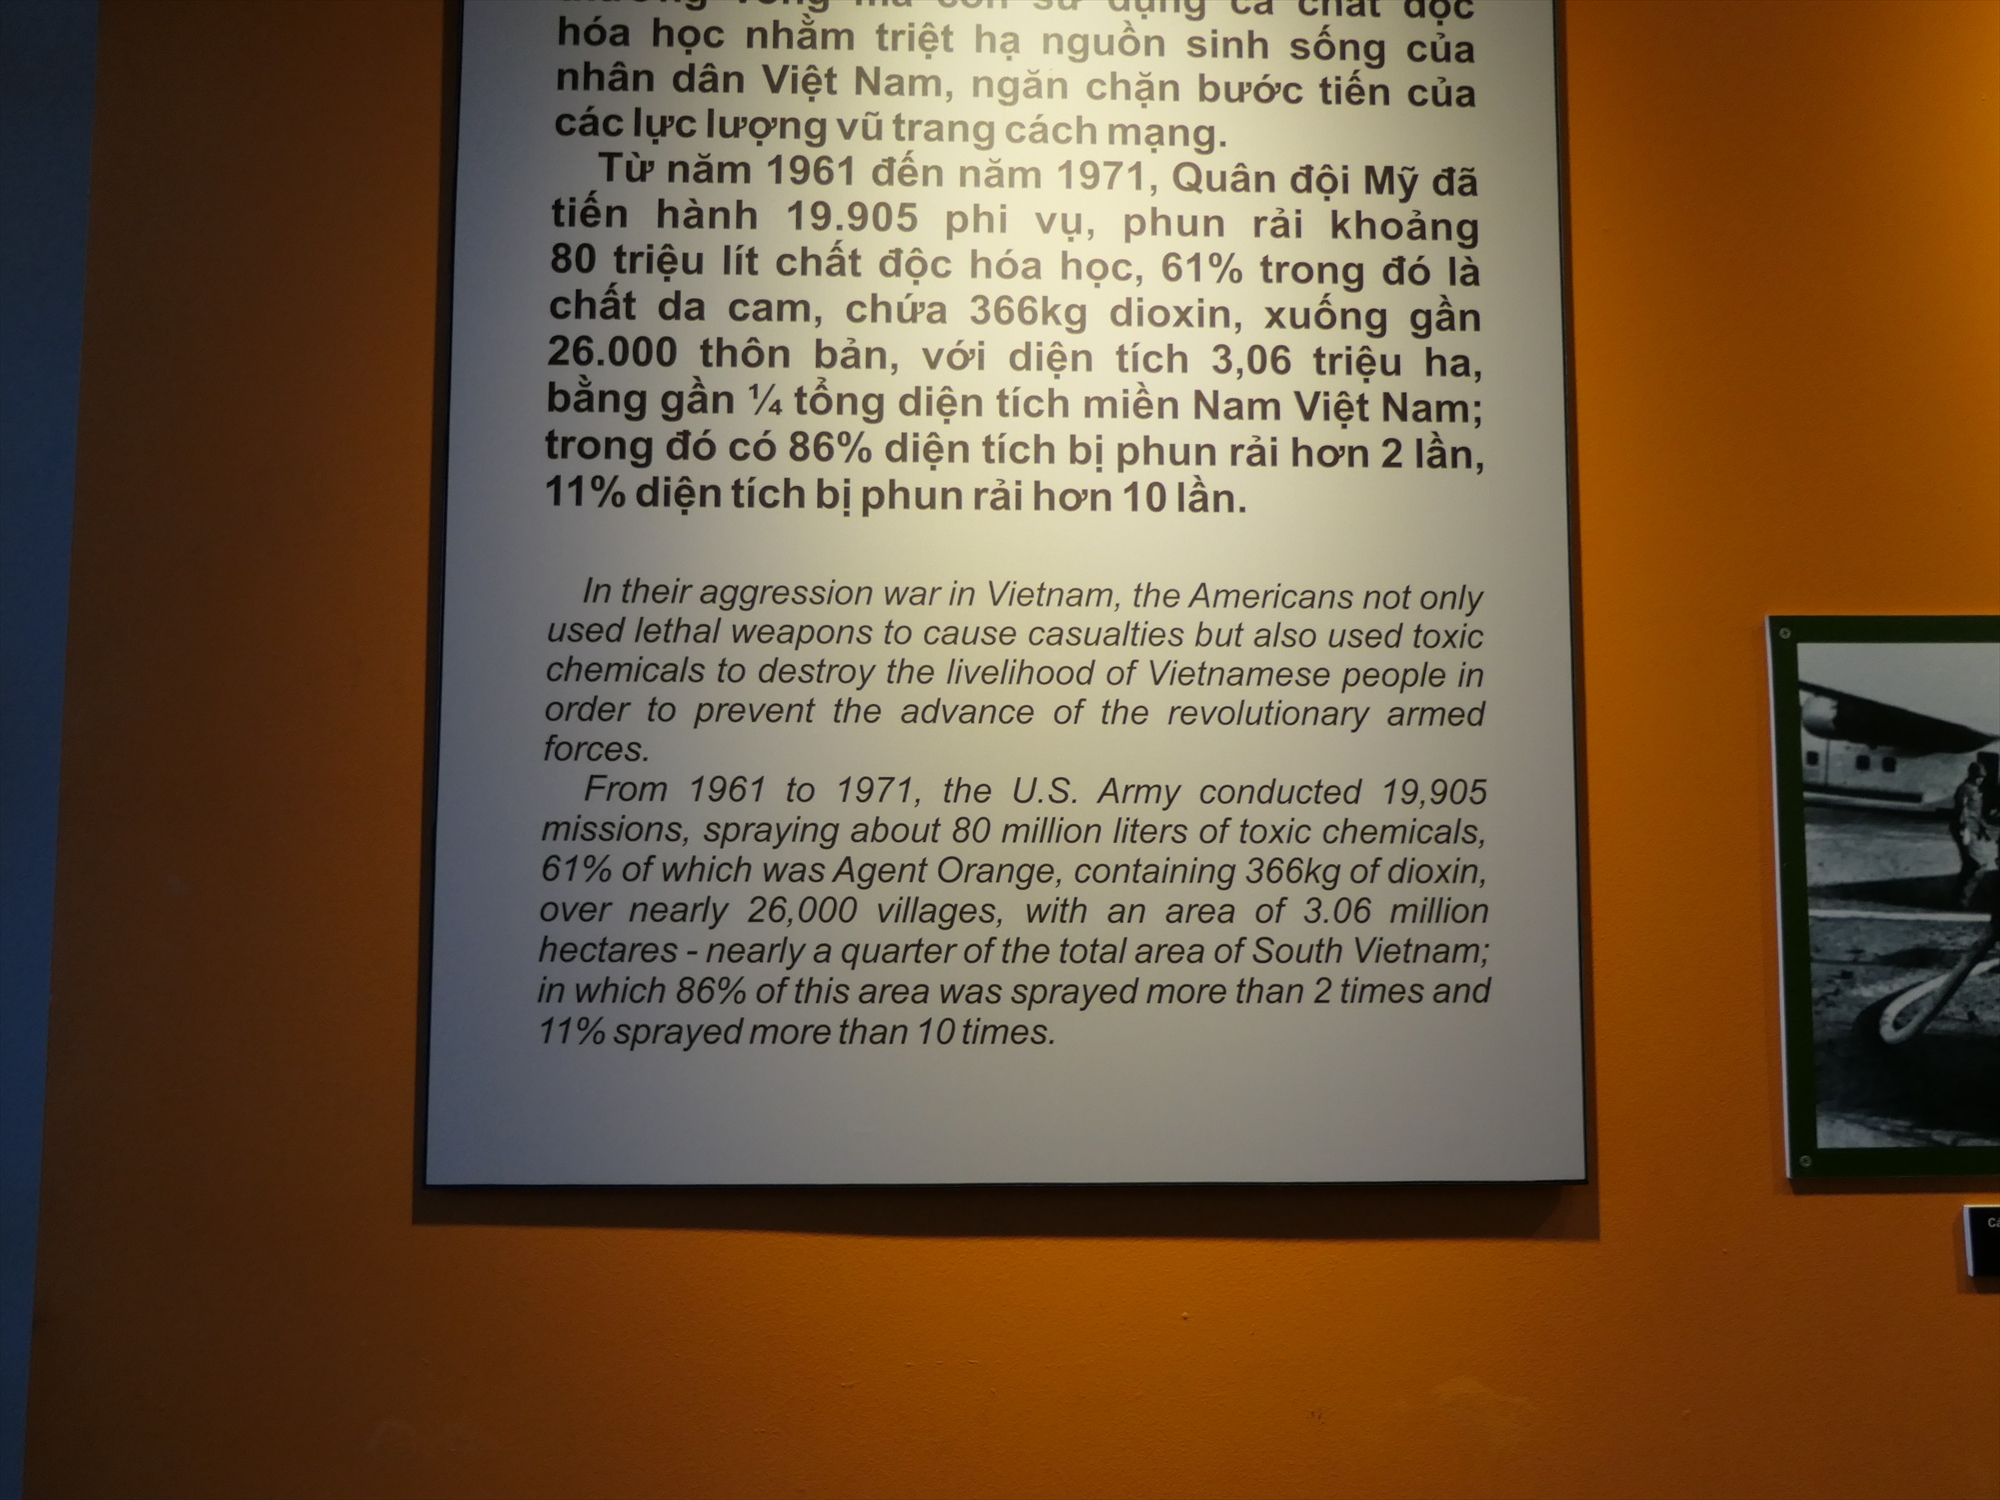 dụng cả chất độc
hóa học nhằm triệt hạ nguồn sinh sống của
nhân dân Việt Nam, ngăn chặn bước tiến của
các lực lượng vũ trang cách mạng.
Từ năm 1961 đến năm 1971, Quân đội Mỹ đã
tiến hành 19.905 phi vụ, phun rải khoảng
80 triệu lít chất độc hóa học, 61% trong đó là
chất da cam, chứa 366kg dioxin, xuống gần
26.000 thôn bản, với diện tích 3,06 triệu ha,
bằng gần ¼ tổng diện tích miền Nam Việt Nam;
trong đó có 86% diện tích bị phun rải hơn 2 lần,
11% diện tích bị phun rải hơn 10 lần.
In their aggression war in Vietnam, the Americans not only
used lethal weapons to cause casualties but also used toxic
chemicals to destroy the livelihood of Vietnamese people in
order to prevent the advance of the revolutionary armed
forces.
From 1961 to 1971, the U.S. Army conducted 19,905
missions, spraying about 80 million liters of toxic chemicals,
61% of which was Agent Orange, containing 366kg of dioxin,
over nearly 26,000 villages, with an area of 3.06 million
hectares - nearly a quarter of the total area of South Vietnam;
in which 86% of this area was sprayed more than 2 times and
11% sprayed more than 10 times.